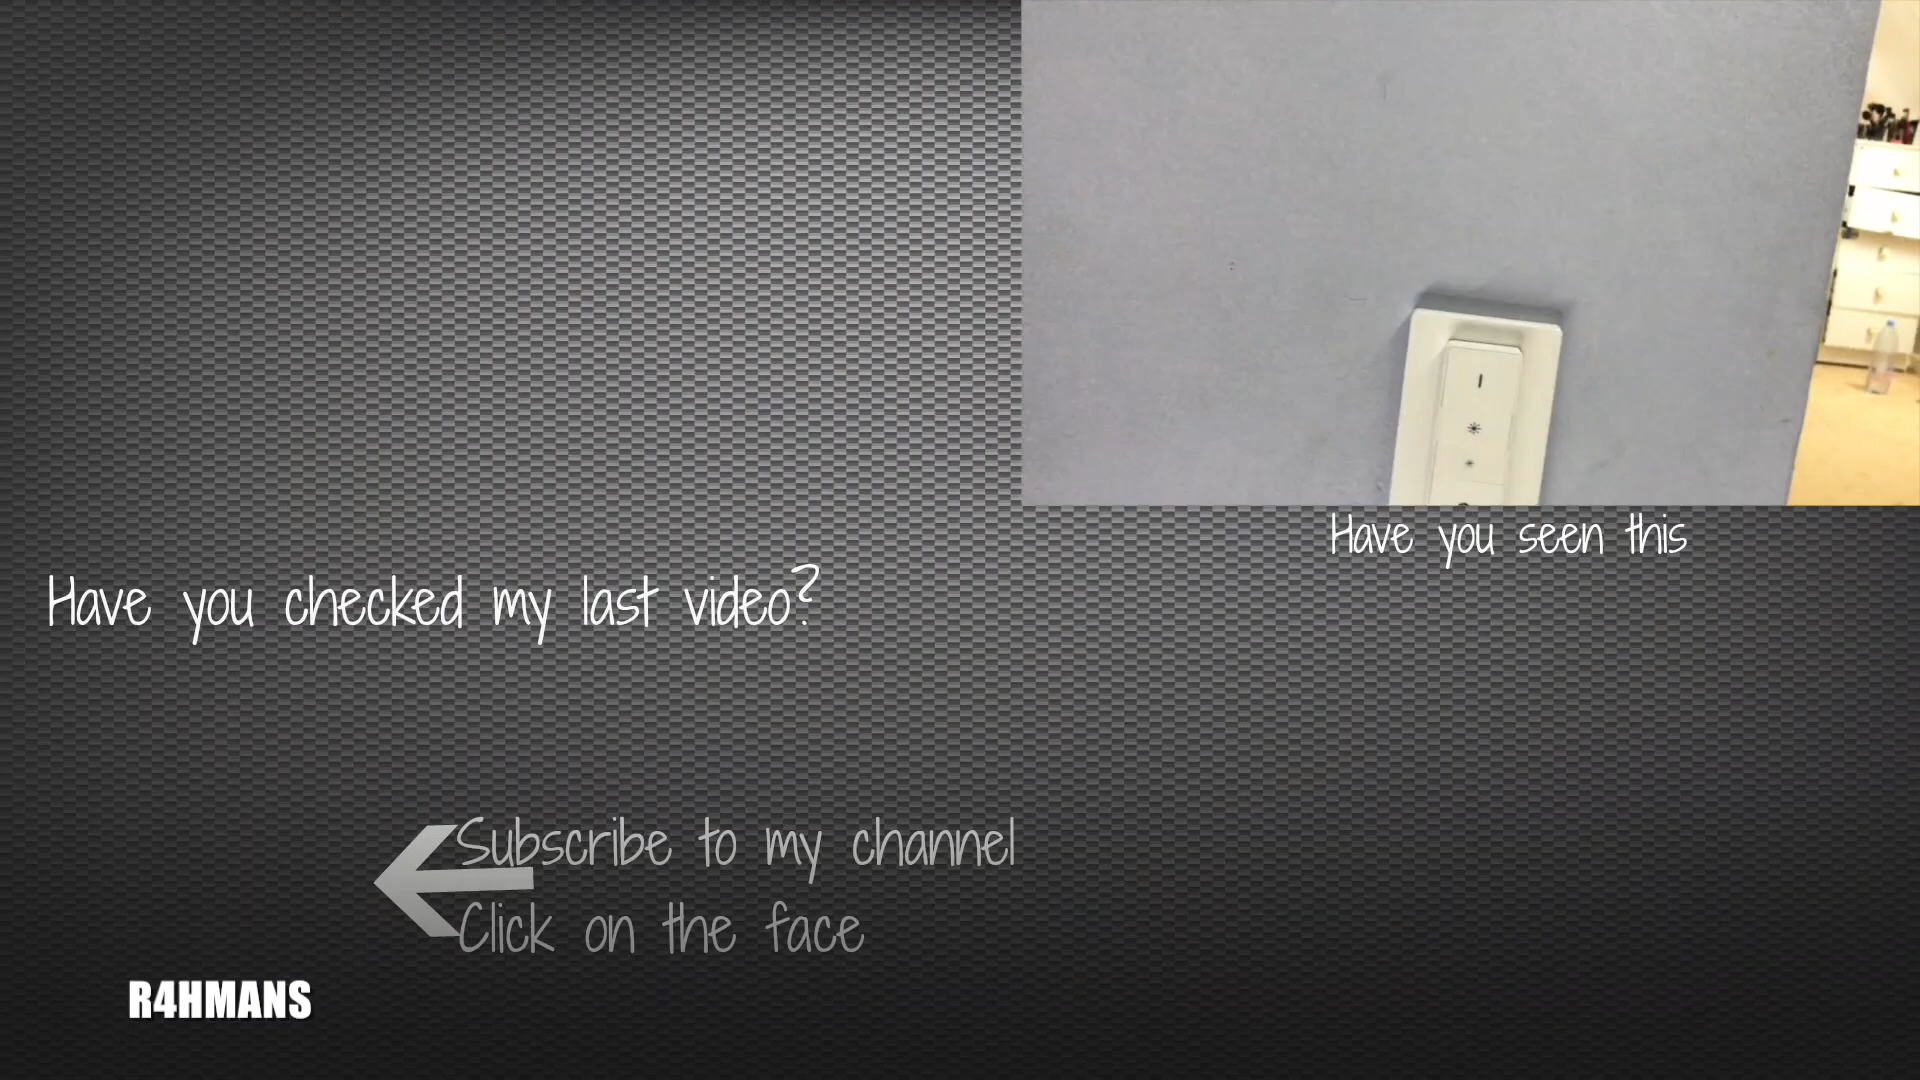 Have you seen this
Have you checked my last video?
Subscribe to my channel
Click on the face
R4HMANS